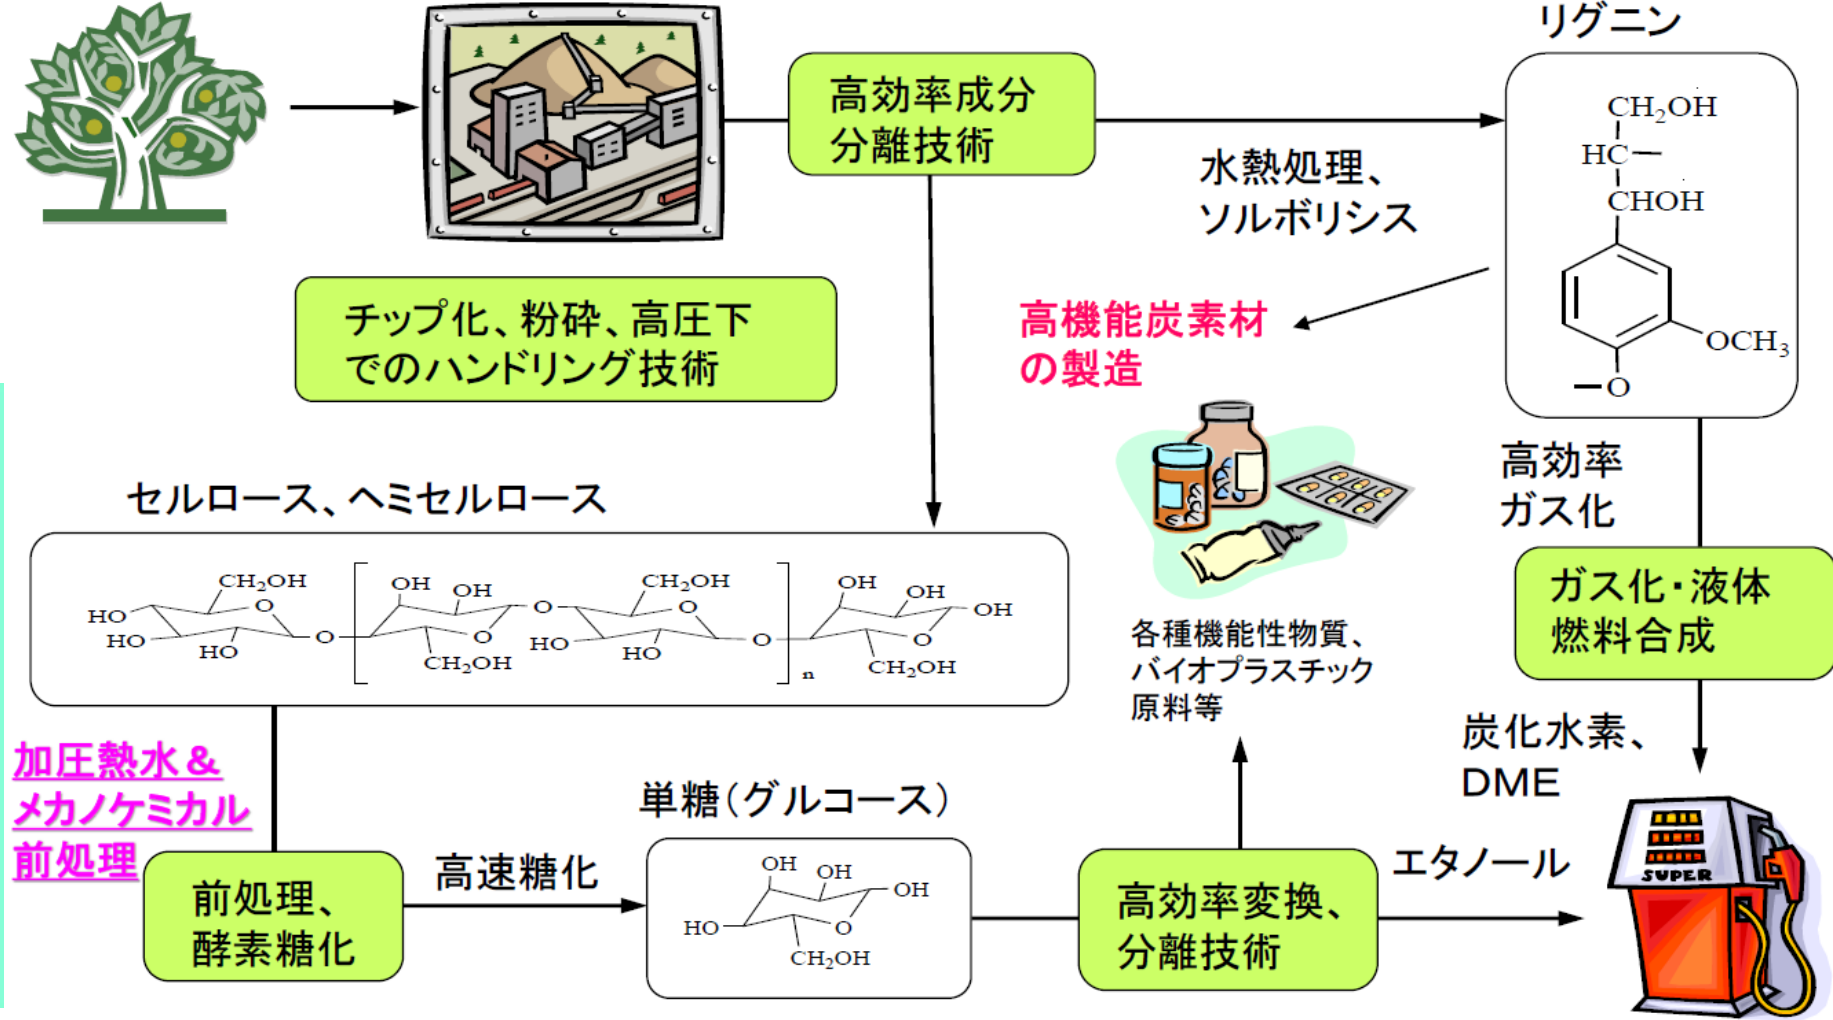 リグニン
高効率成分
分離技術
水熱処理、
ソルボリシス
CH2OH
HC
CHOH
OCH3
O
チップ化、粉砕、高圧下
でのハンドリング技術
高機能炭素材
の製造
高効率
ガス化
セルロース、ヘミセルロース
CH2OH
O
HO
HO
HO
O
OH
OH
O
CH2OH
O
CH2OH
O
HO
HO
O
n
OH
OH
OH
O
CH2OH
各種機能性物質、
バイオプラスチック
原料等
ガス化・液体
燃料合成
炭化水素、
DME
加圧熱水&
メカノケミカル
前処理
前処理、
酵素糖化
高速糖化
単糖(グルコース)
OH
OH
OH
HO
O
CH2OH
高効率変換、
分離技術
エタノール
SUPER